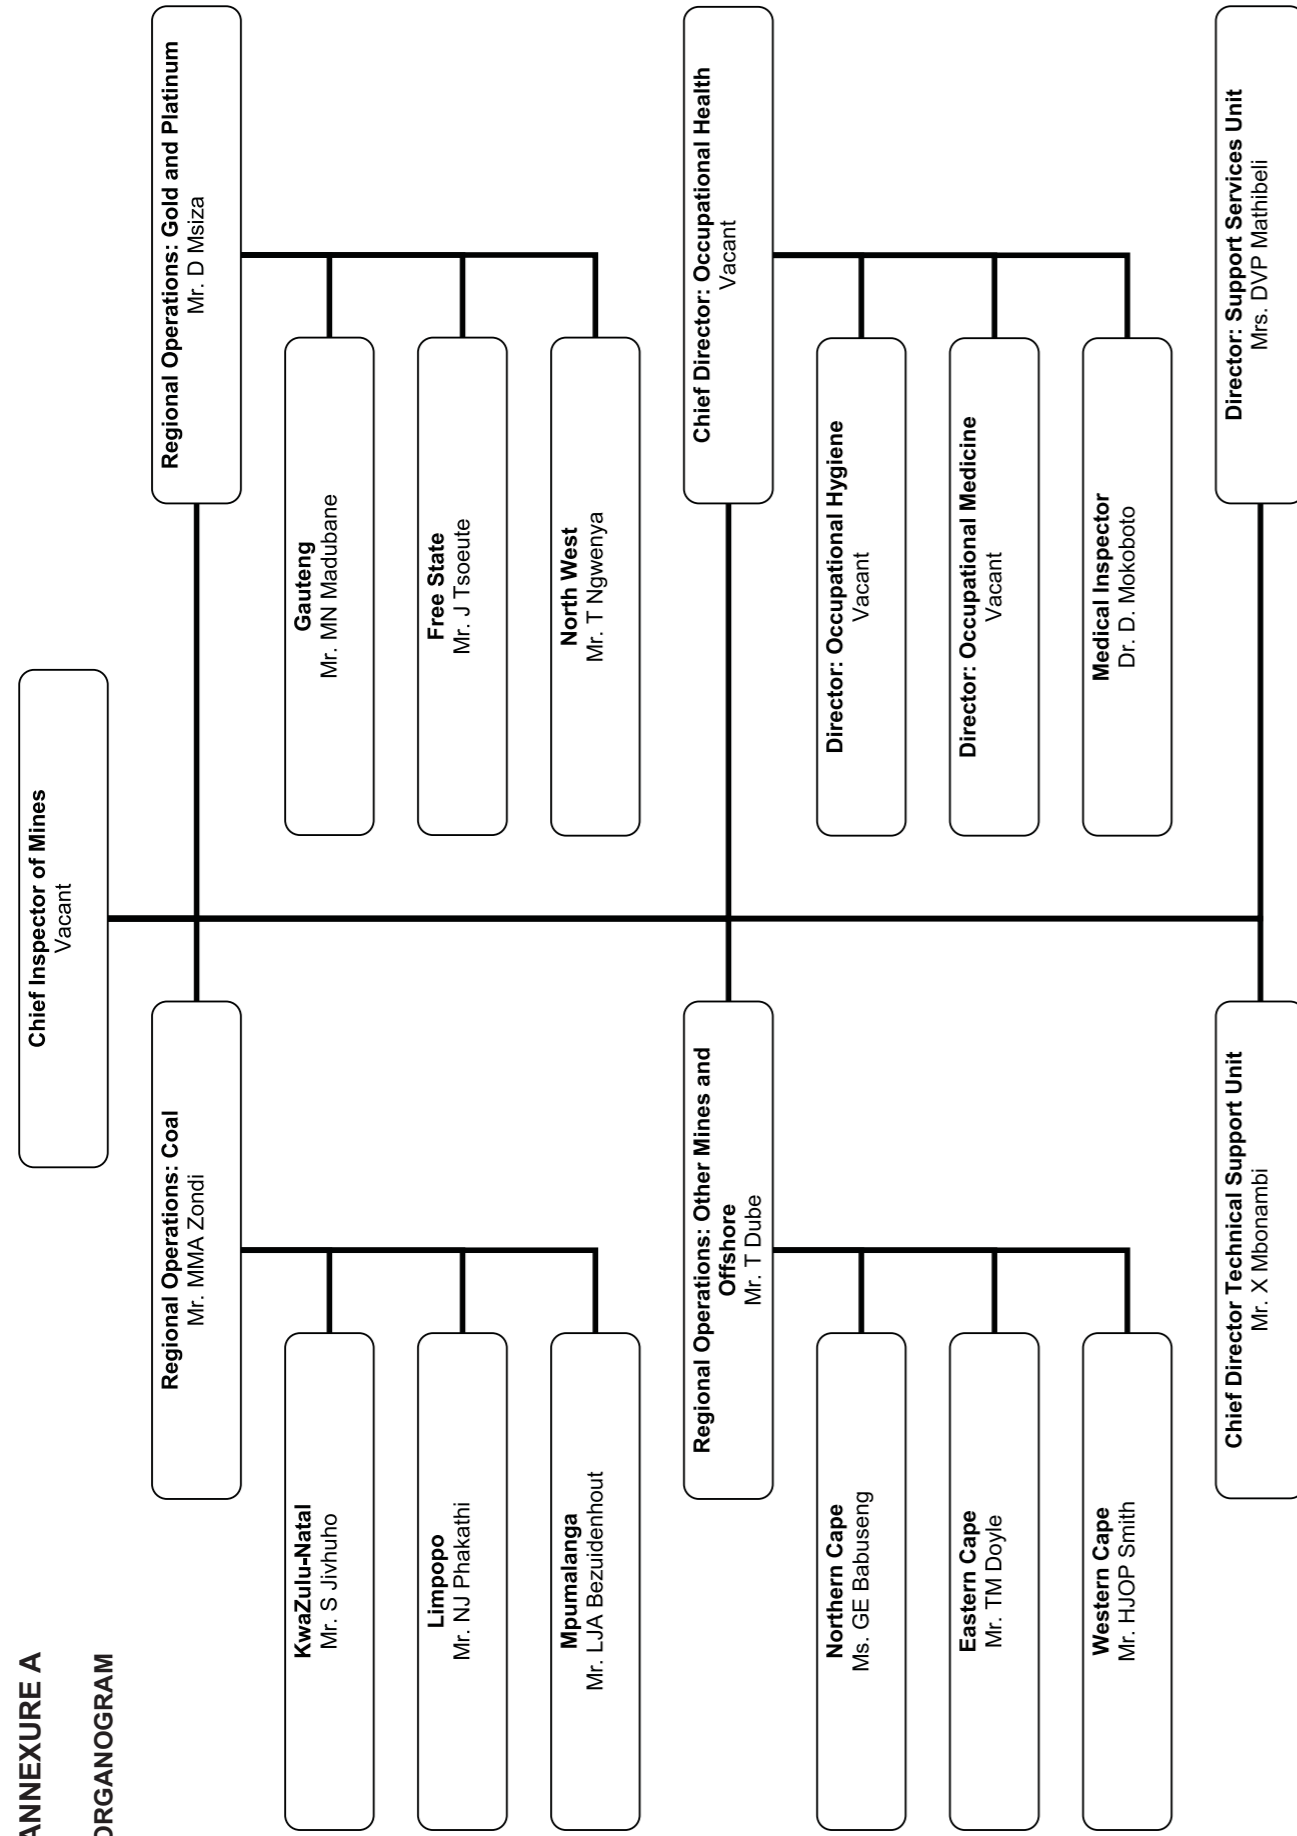 ANNEXURE A
ORGANOGRAM
Chief Inspector of Mines
Vacant
Regional Operations: Coal
Mr. MMA Zondi
KwaZulu-Natal
Mr. S Jivhuho
Limpopo
Mr. NJ Phakathi
Mpumalanga
Mr. LJA Bezuidenhout
Regional Operations: Gold and Platinum
Mr. D Msiza
Gauteng
Mr. MN Madubane
Free State
Mr. J Tsoeute
North West
Mr. T Ngwenya
Regional Operations: Other Mines and
Offshore
Mr. T Dube
Northern Cape
Ms. GE Babuseng
Eastern Cape
Mr. TM Doyle
Western Cape
Mr. HJOP Smith
Chief Director: Occupational Health
Vacant
Director: Occupational Hygiene
Vacant
Director: Occupational Medicine
Vacant
Medical Inspector
Dr. D. Mokoboto
Chief Director Technical Support Unit
Mr. X Mbonambi
Director: Support Services Unit
Mrs. DVP Mathibeli